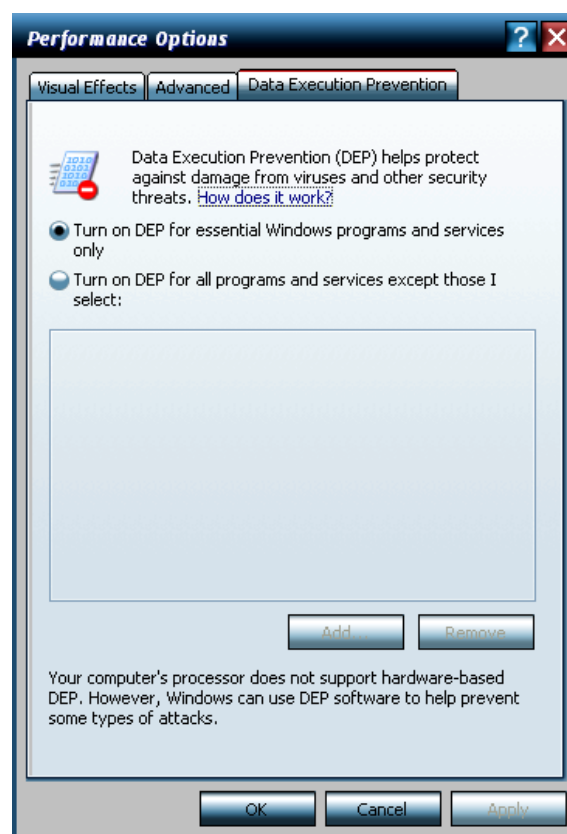 Performance Options
?
Visual Effects Advanced Data Execution Prevention
1010
0101
1010
Data Execution Prevention (DEP) helps protect
against damage from viruses and other security
threats. How does it work?
Turn on DEP for essential Windows programs and services
only
Turn on DEP for all programs and services except those I
select:
Add... Remove
Your computer's processor does not support hardware-based
DEP. However, Windows can use DEP software to help prevent
some types of attacks.
OK Cancel Apply